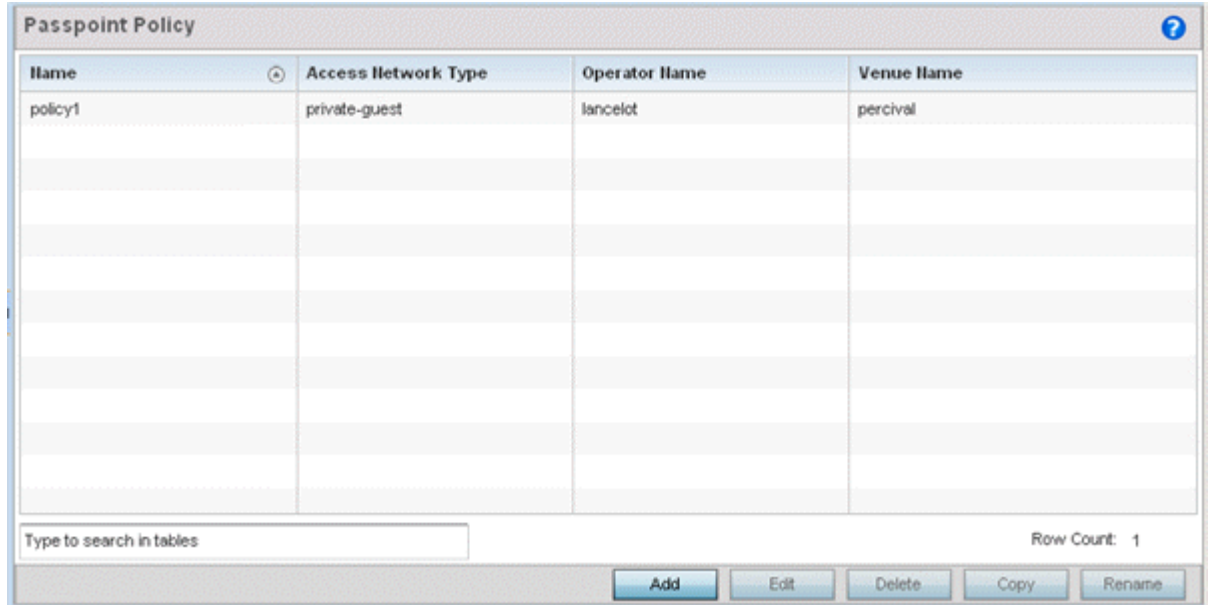 Passpoint Policy
?
Name Access Network Type Operator Name Venue Name
policy1 private-guest lancelot percival
Type to search in tables Row Count: 1
Add Edit Delete Copy Rename